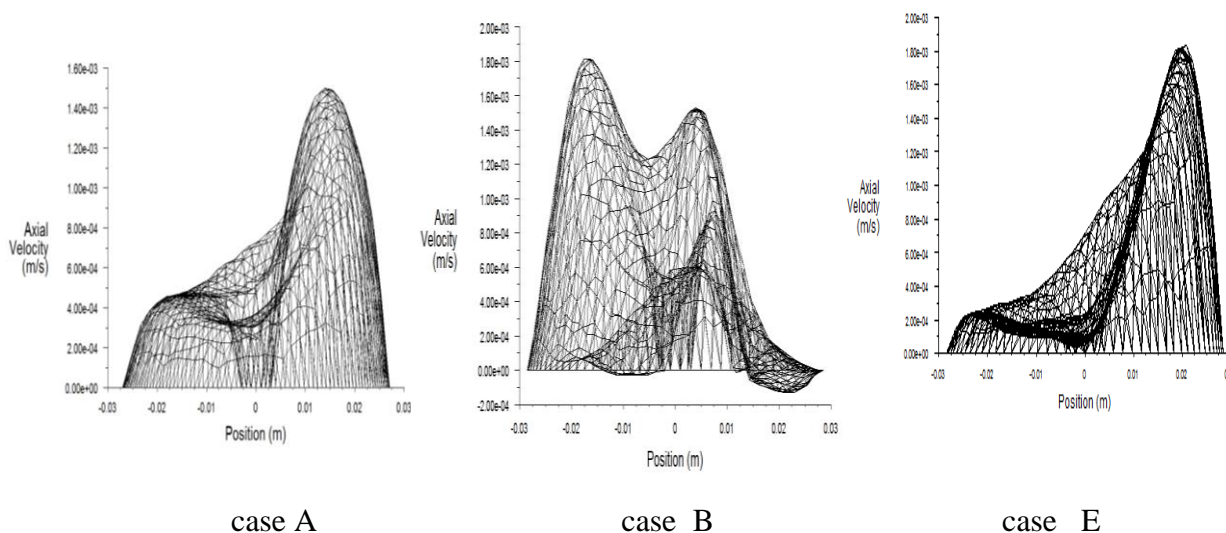 1.60e-03
1.40e-03
1.20e-03
1.00e-03
8.00e-04
6.00e-04
4.00e-04
2.00e-04
0.00e+00
Axial
Velocity
(m/s)
-0.03 -0.02 -0.01 0 0.01 0.02 0.03
Position (m)
2.00e-03
1.80e-03
1.60e-03
1.40e-03
1.20e-03
1.00e-03
8.00e-04
6.00e-04
4.00e-04
2.00e-04
0.00e+00
-2.00e-04
Axial
Velocity
(m/s)
-0.03 -0.02 -0.01 0 0.01 0.02 0.03
Position (m)
2.00e-03
1.80e-03
1.60e-03
1.40e-03
1.20e-03
1.00e-03
8.00e-04
6.00e-04
4.00e-04
2.00e-04
0.00e+00
Axial
Velocity
(m/s)
-0.03 -0.02 -0.01 0 0.01 0.02 0.03
Position (m)
case A case B case E